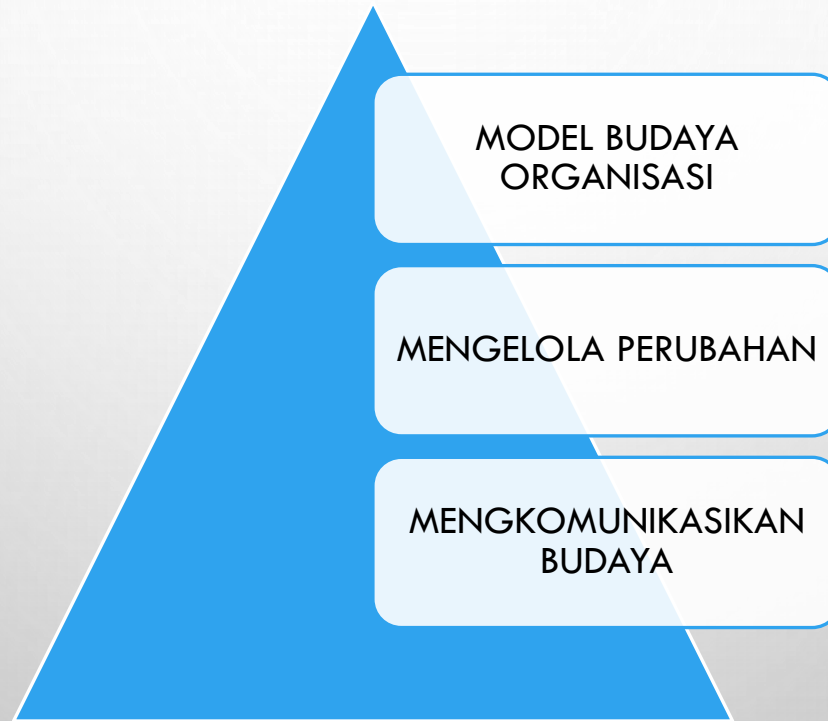 MODEL BUDAYA
ORGANISASI
MENGELOLA PERUBAHAN
MENGKOMUNIKASIKAN
BUDAYA